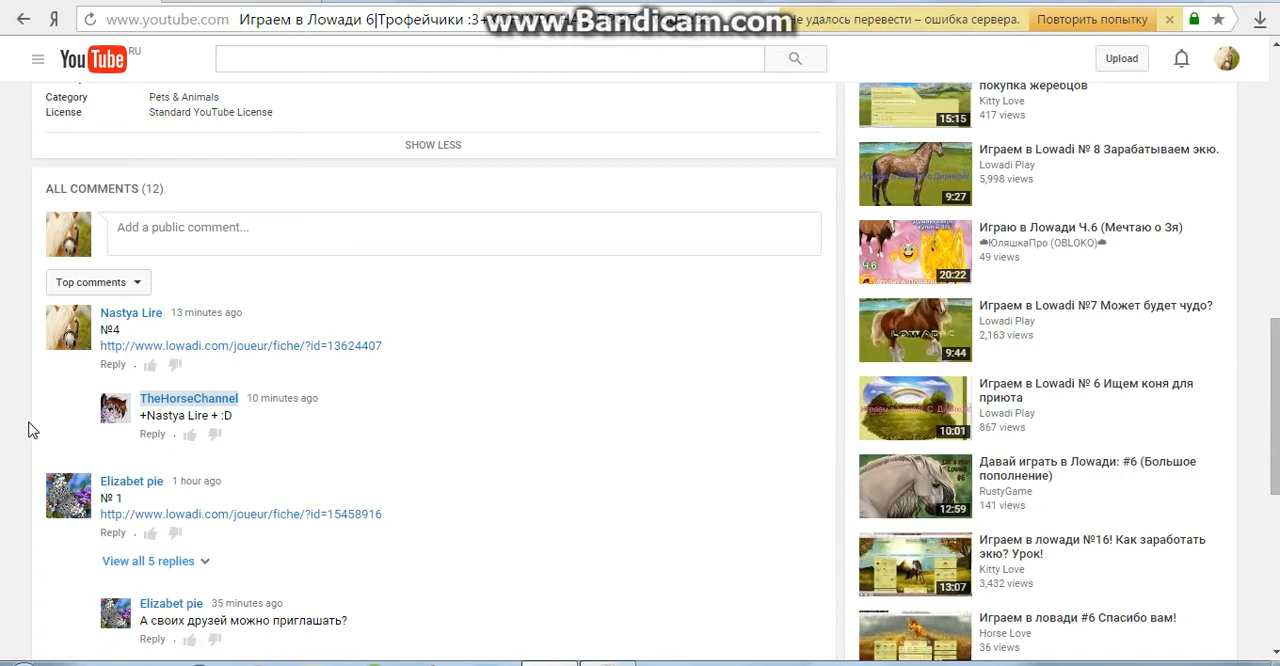 www.youtube.com
Играем в Ловади 6|Трофейчики :3+
www.Bandicam.com
Не удалось перевести – ошибка сервера.
Повторить попытку
YouTube
RU
Upload
Category Pets & Animals
License Standard YouTube License
SHOW LESS
ALL COMMENTS (12)
Add a public comment...
Top comments
Nastya Lire 13 minutes ago
№4
http://www.lowadi.com/joueur/fiche/?id=13624407
Reply
TheHorseChannel 10 minutes ago
+Nastya Lire + :D
Reply
Elizabet pie 1 hour ago
№ 1
http://www.lowadi.com/joueur/fiche/?id=15458916
Reply
View all 5 replies
Elizabet pie 35 minutes ago
А своих друзей можно приглашать?
Reply
покупка жеребцов
Kitty Love
417 views
15:15
Играем в Lowadi № 8 Зарабатываем экю.
Lowadi Play
5,998 views
9:27
Играю в Ловади Ч.6 (Мечтаю о Зя)
☁ЮляшкаПро (OBLOKO)☁
49 views
20:22
Играем в Lowadi №7 Может будет чудо?
Lowadi Play
2,163 views
9:44
Играем в Lowadi № 6 Ищем коня для
приюта
Lowadi Play
867 views
10:01
Давай играть в Ловади: #6 (Большое
пополнение)
RustyGame
141 views
12:59
Играем в ловади №16! Как заработать
экю? Урок!
Kitty Love
3,432 views
13:07
Играем в ловади #6 Спасибо вам!
Horse Love
36 views